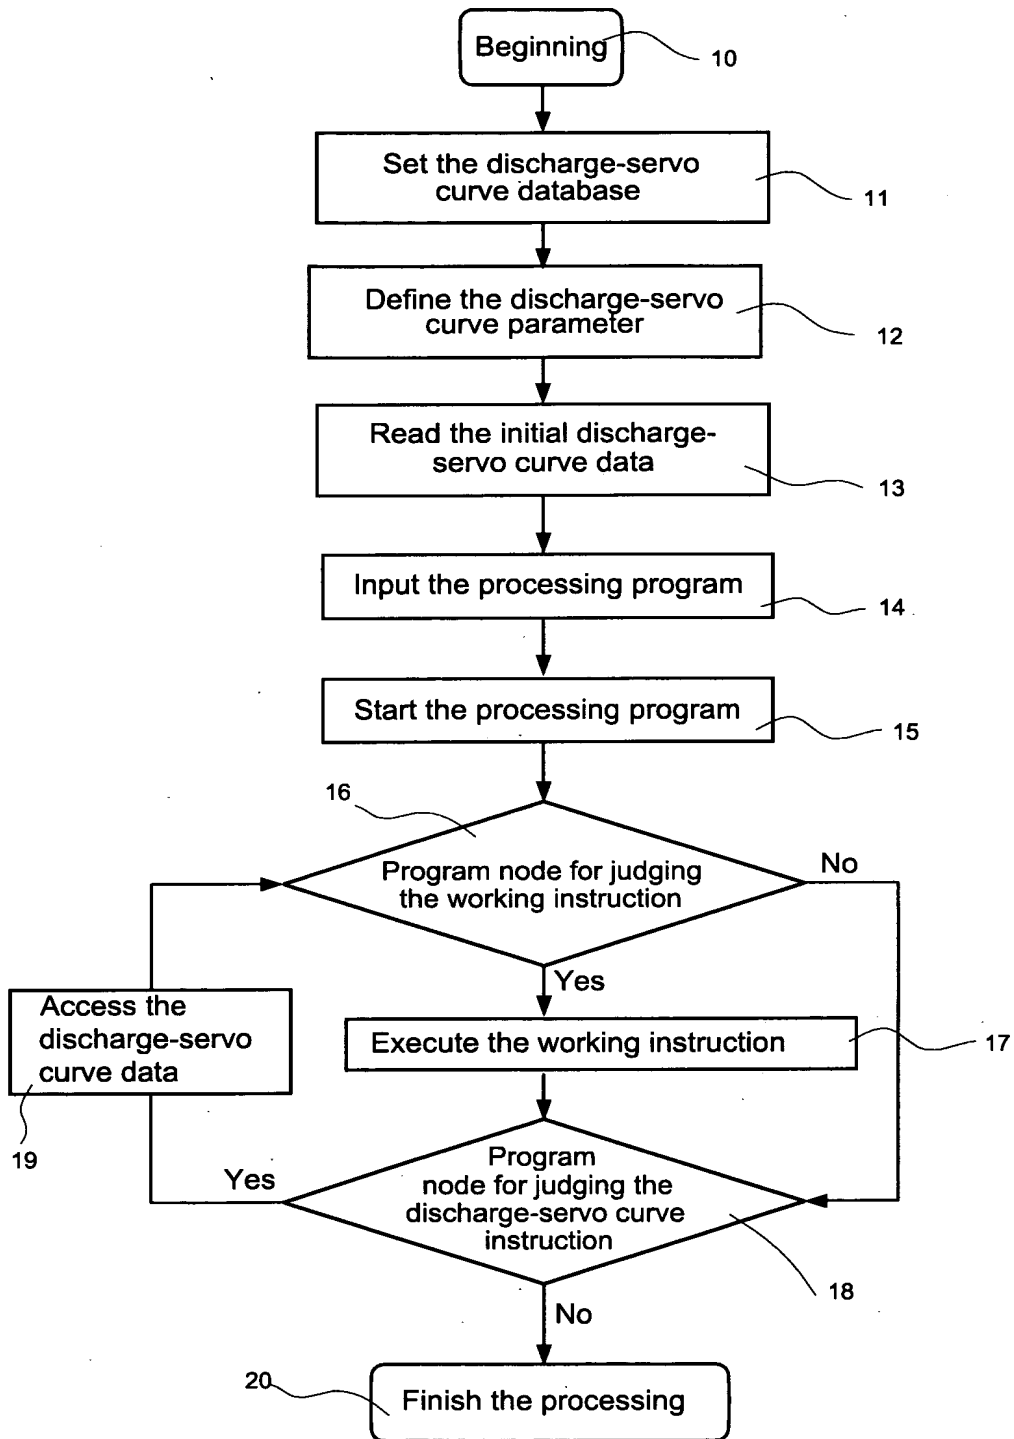 Beginning
10
Set the discharge-servo
curve database
11
Define the discharge-servo
curve parameter
12
Read the initial discharge-
servo curve data
13
Input the processing program
14
Start the processing program
15
16
Program node for judging
the working instruction
No
Yes
Access the
discharge-servo
curve data
19
Execute the working instruction
17
Yes
Program
node for judging the
discharge-servo curve
instruction
18
No
20
Finish the processing